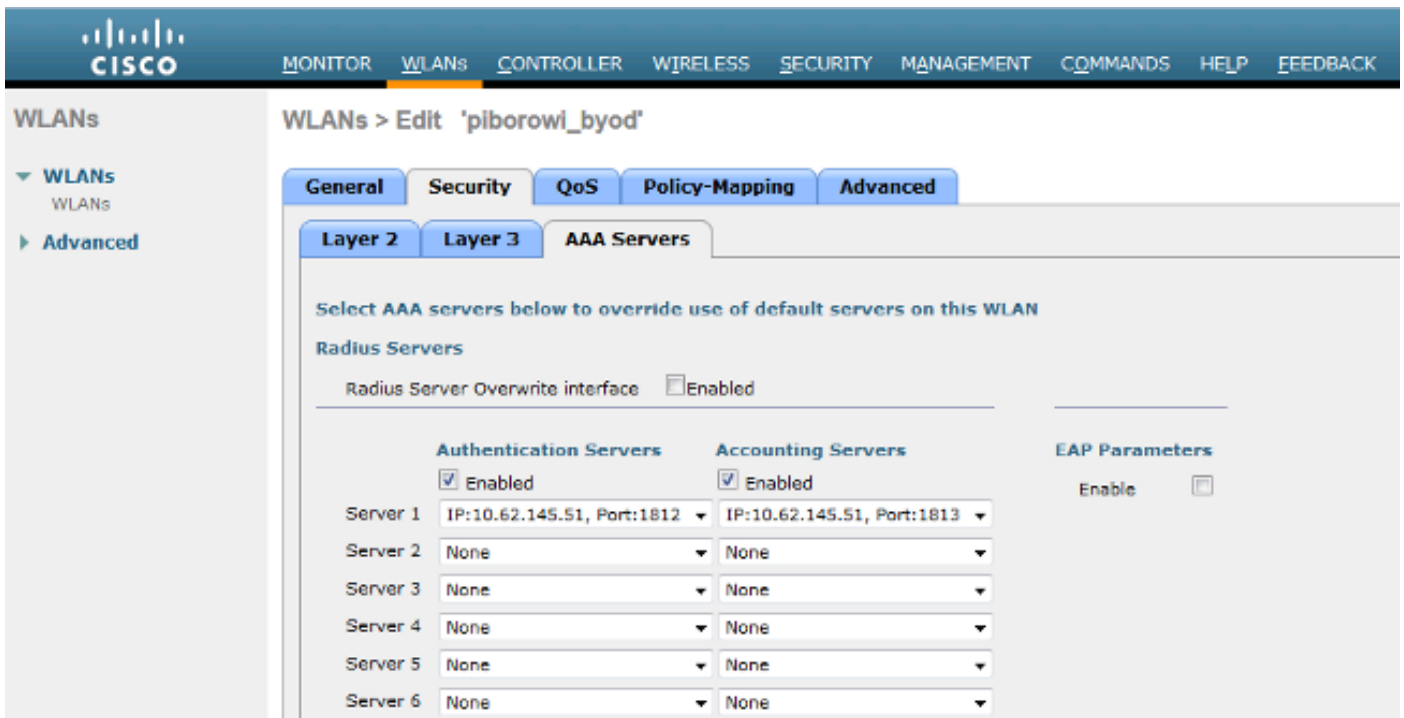 CISCO
MONITOR WLANs CONTROLLER WIRELESS SECURITY MANAGEMENT COMMANDS HELP FEEDBACK
WLANs
WLANs > Edit 'piborowi_byod'
WLANs
WLANs
Advanced
General Security QoS Policy-Mapping Advanced
Layer 2 Layer 3 AAA Servers
Select AAA servers below to override use of default servers on this WLAN
Radius Servers
Radius Server Overwrite interface Enabled
Authentication Servers Accounting Servers EAP Parameters
Enabled Enabled Enable
Server 1 IP:10.62.145.51, Port:1812 IP:10.62.145.51, Port:1813
Server 2 None None
Server 3 None None
Server 4 None None
Server 5 None None
Server 6 None None